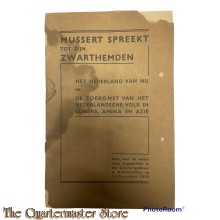 MUSSERT SPREEKT
TOT ZIJN
ZWARTHEMDEN
HET NEDERLAND VAN NU
en
DE TOEKOMST VAN HET
NEDERLANDSCHE VOLK IN
EUROPA, AFRIKA EN AZIË
PhotoRoom
The Quartermaster Store